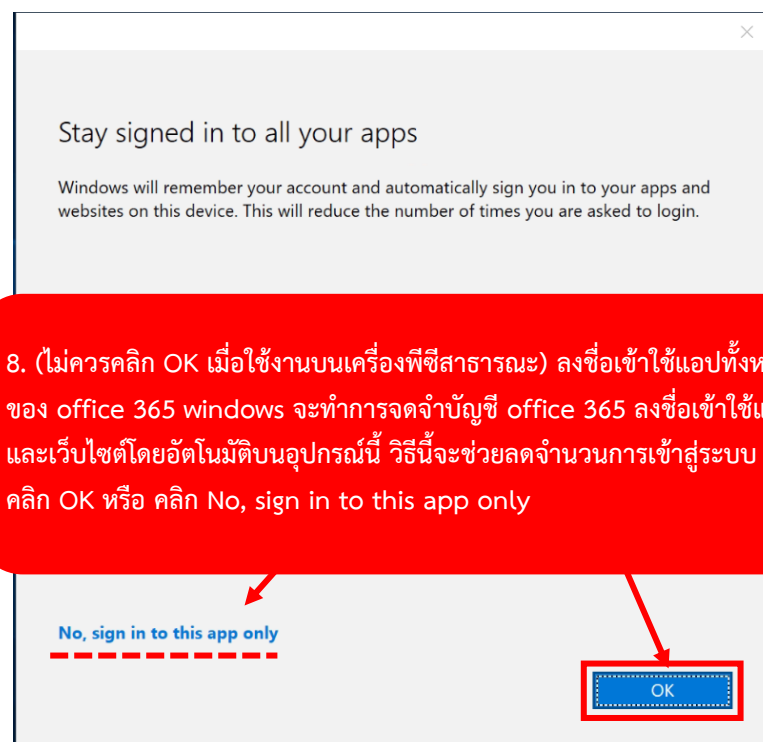 Stay signed in to all your apps
Windows will remember your account and automatically sign you in to your apps and
websites on this device. This will reduce the number of times you are asked to login.
8. (ไม่ควรคลิก OK เมื่อใช้งานบนเครื่องพีซีสาธารณะ) ลงชื่อเข้าใช้แอปทั้งห
ของ office 365 windows จะทำการจดจำบัญชี office 365 ลงชื่อเข้าใช้แ
และเว็บไซต์โดยอัตโนมัติบนอุปกรณ์นี้ วิธีนี้จะช่วยลดจำนวนการเข้าสู่ระบบ
คลิก OK หรือ คลิก No, sign in to this app only
No, sign in to this app only
OK